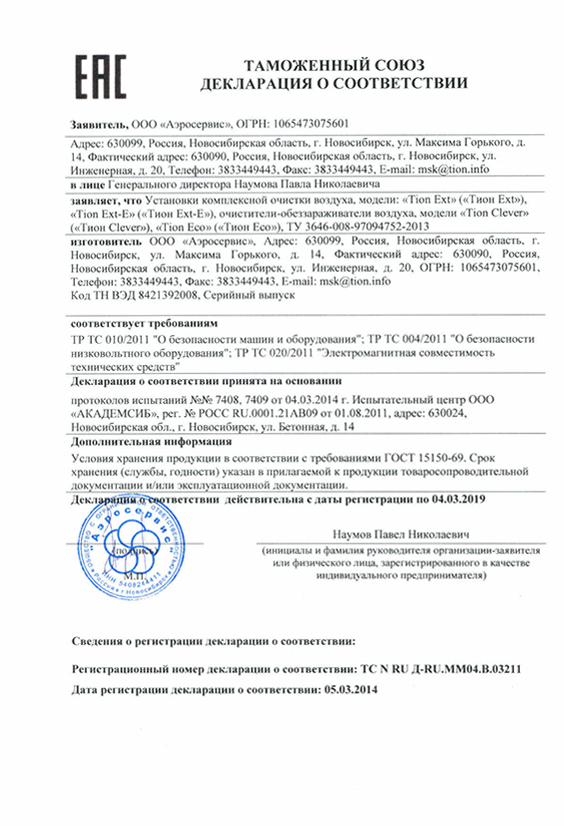 ЕАС
ТАМОЖЕННЫЙ СОЮЗ
ДЕКЛАРАЦИЯ О СООТВЕТСТВИИ
Заявитель, ООО «Аэросервис», ОГРН: 1065473075601
Адрес: 630099, Россия, Новосибирская область, г. Новосибирск, ул. Максима Горького, д.
14, Фактический адрес: 630090, Россия, Новосибирская область, г. Новосибирск, ул.
Инженерная, д. 20, Телефон: 3833449443, Факс: 3833449443, E-mail: msk@tion.info
в лице Генерального директора Наумова Павла Николаевича
заявляет, что Установки комплексной очистки воздуха, модели: «Tion Ext» («Тион Ext»),
«Tion Ext-E» («Тион Ext-E»), очистители-обеззараживатели воздуха, модели «Tion Clever»
(«Тион Clever»), «Tion Eco» («Тион Eco»), ТУ 3646-008-97094752-2013
изготовитель ООО «Аэросервис», Адрес: 630099, Россия, Новосибирская область, г.
Новосибирск, ул. Максима Горького, д. 14, Фактический адрес: 630090, Россия,
Новосибирская область, г. Новосибирск, ул. Инженерная, д. 20, ОГРН: 1065473075601,
Телефон: 3833449443, Факс: 3833449443, E-mail: msk@tion.info
Код ТН ВЭД 8421392008, Серийный выпуск
соответствует требованиям
ТР ТС 010/2011 "О безопасности машин и оборудования"; ТР ТС 004/2011 "О безопасности
низковольтного оборудования"; ТР ТС 020/2011 "Электромагнитная совместимость
технических средств"
Декларация о соответствии принята на основании
протоколов испытаний №№ 7408, 7409 от 04.03.2014 г. Испытательный центр ООО
«АКАДЕМСИБ», рег. № РОСС RU.0001.21АВ09 от 01.08.2011, адрес: 630024,
Новосибирская обл., г. Новосибирск, ул. Бетонная, д. 14
Дополнительная информация
Условия хранения продукции в соответствии с требованиями ГОСТ 15150-69. Срок
хранения (службы, годности) указан в прилагаемой к продукции товаросопроводительной
документации и/или эксплуатационной документации.
Декларация о соответствии действительна с даты регистрации по 04.03.2019
"Аэросервис"
(подпись)
М.П.
ИНН 5408244411
Россия г Новосибирск
Наумов Павел Николаевич
(инициалы и фамилия руководителя организации-заявителя
или физического лица, зарегистрированного в качестве
индивидуального предпринимателя)
Сведения о регистрации декларации о соответствии:
Регистрационный номер декларации о соответствии: ТС N RU Д-RU.ММ04.В.03211
Дата регистрации декларации о соответствии: 05.03.2014